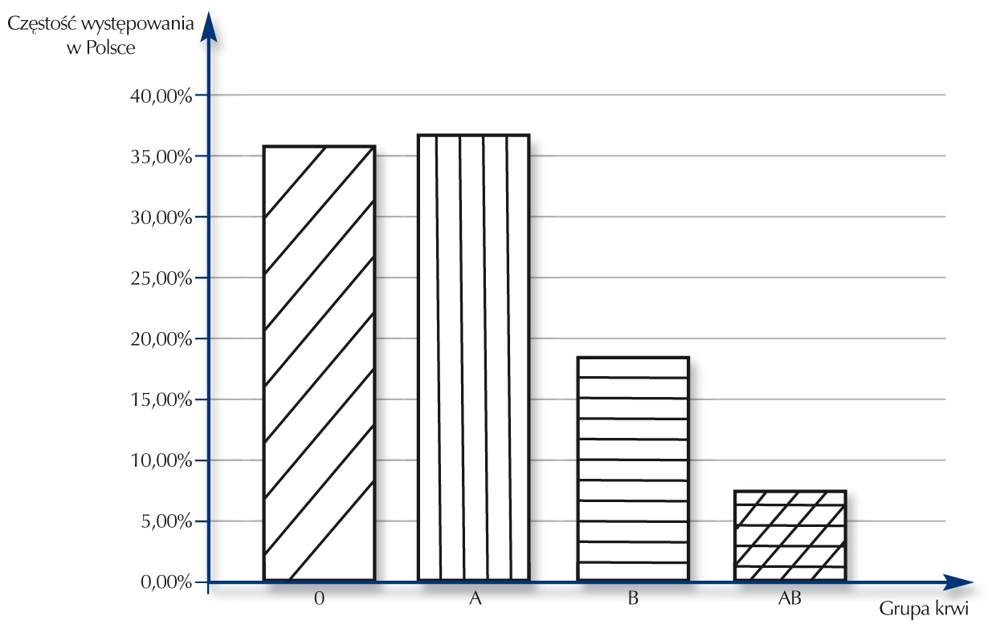 Częstość występowania
w Polsce
40,00%
35,00%
30,00%
25,00%
20,00%
15,00%
10,00%
5,00%
0,00%
0 A B AB
Grupa krwi